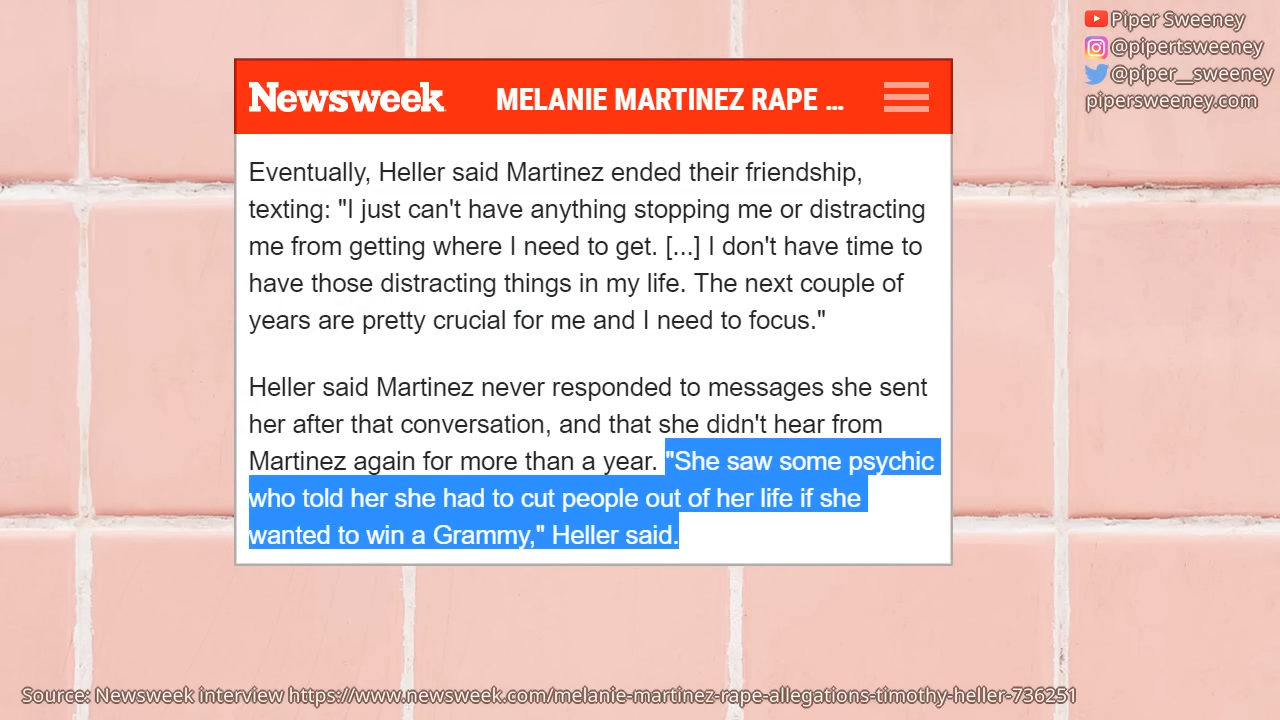 Piper Sweeney
@pipertsweeney
@piper__sweeney
pipersweeney.com
Newsweek
MELANIE MARTINEZ RAPE ...
Eventually, Heller said Martinez ended their friendship,
texting: "I just can't have anything stopping me or distracting
me from getting where I need to get. [...] I don't have time to
have those distracting things in my life. The next couple of
years are pretty crucial for me and I need to focus."
Heller said Martinez never responded to messages she sent
her after that conversation, and that she didn't hear from
Martinez again for more than a year. "She saw some psychic
who told her she had to cut people out of her life if she
wanted to win a Grammy," Heller said.
Source: Newsweek interview https://www.newsweek.com/melanie-martinez-rape-allegations-timothy-heller-736251